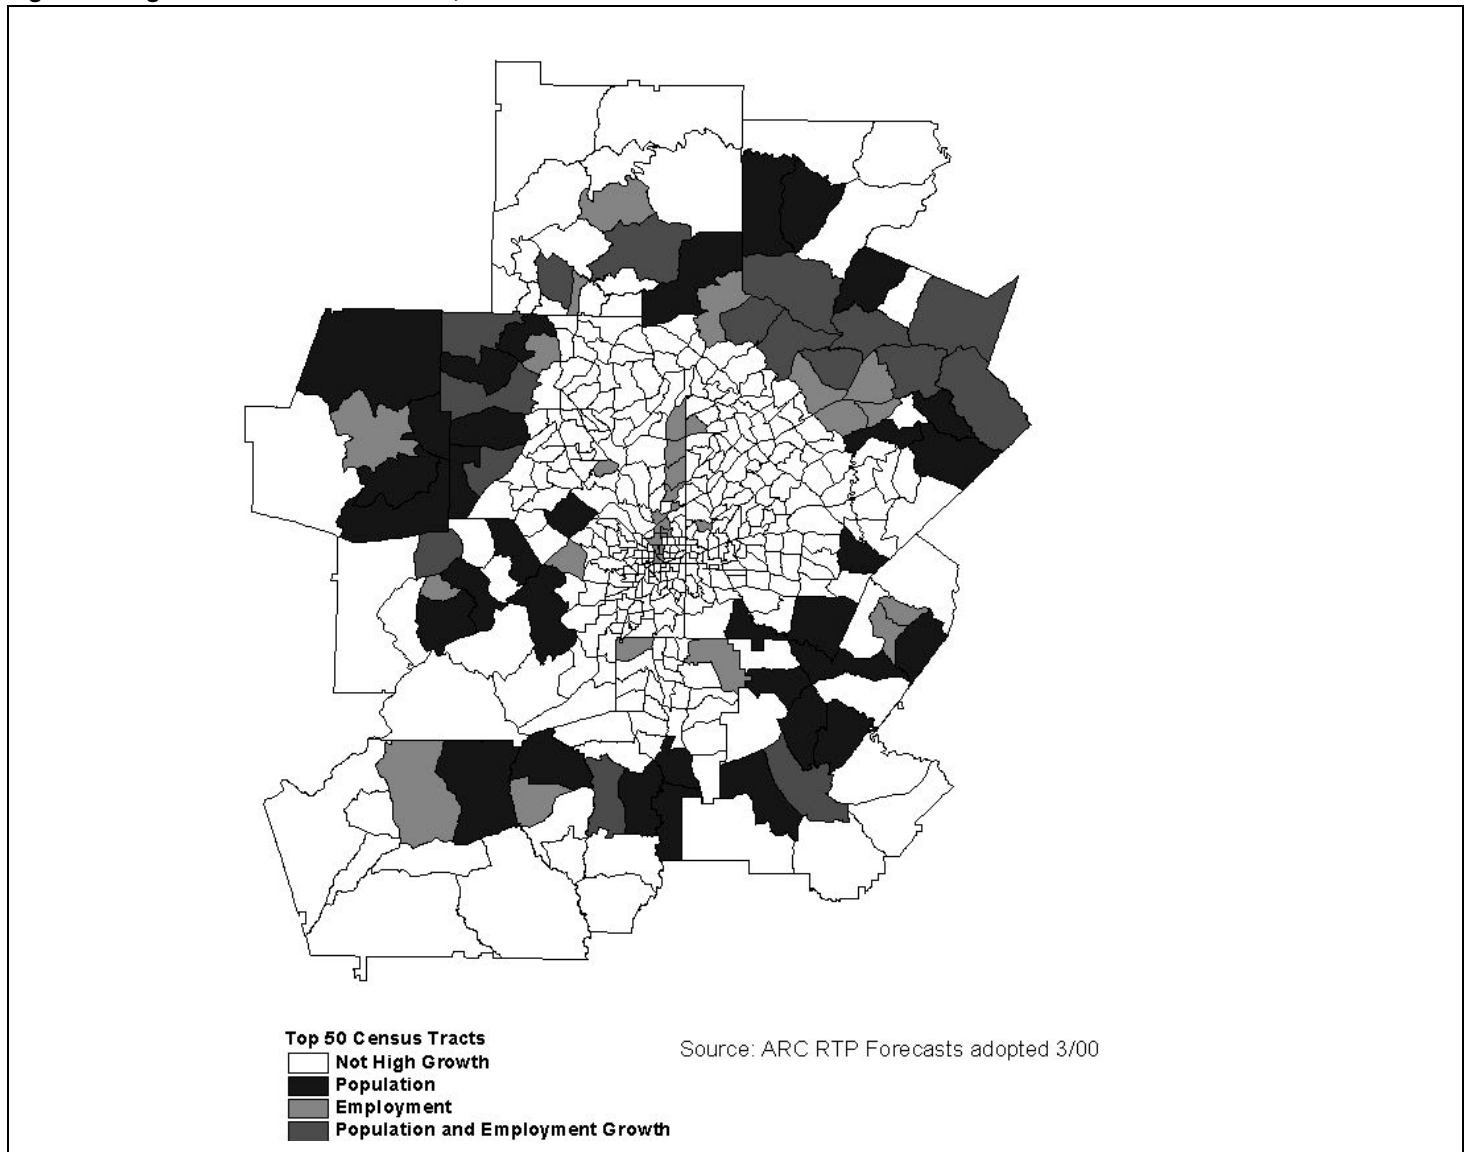 Top 50 Census Tracts
Not High Growth
Population
Employment
Population and Employment Growth
Source: ARC RTP Forecasts adopted 3/00